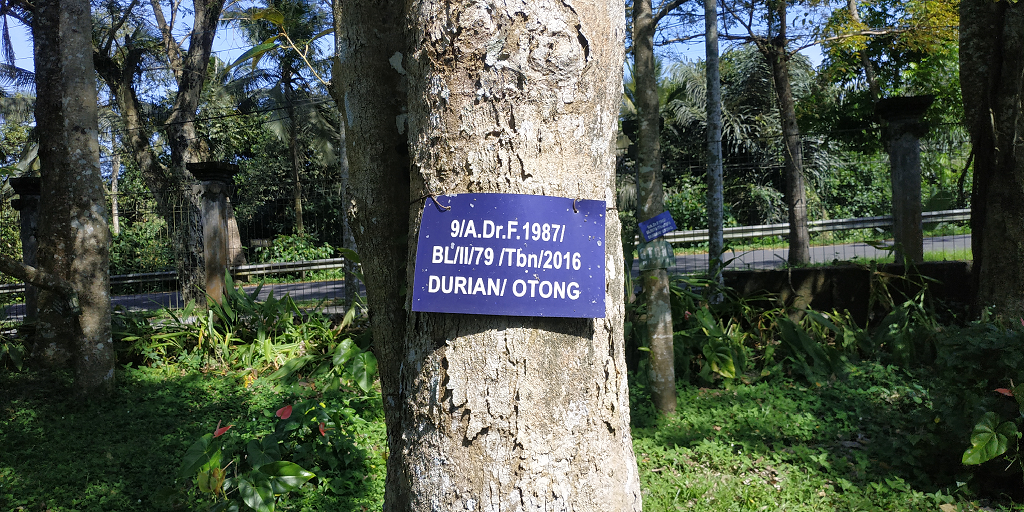 9/A.Dr.F.1987/
BL/II/79 /Tbn/2016
DURIAN/ OTONG